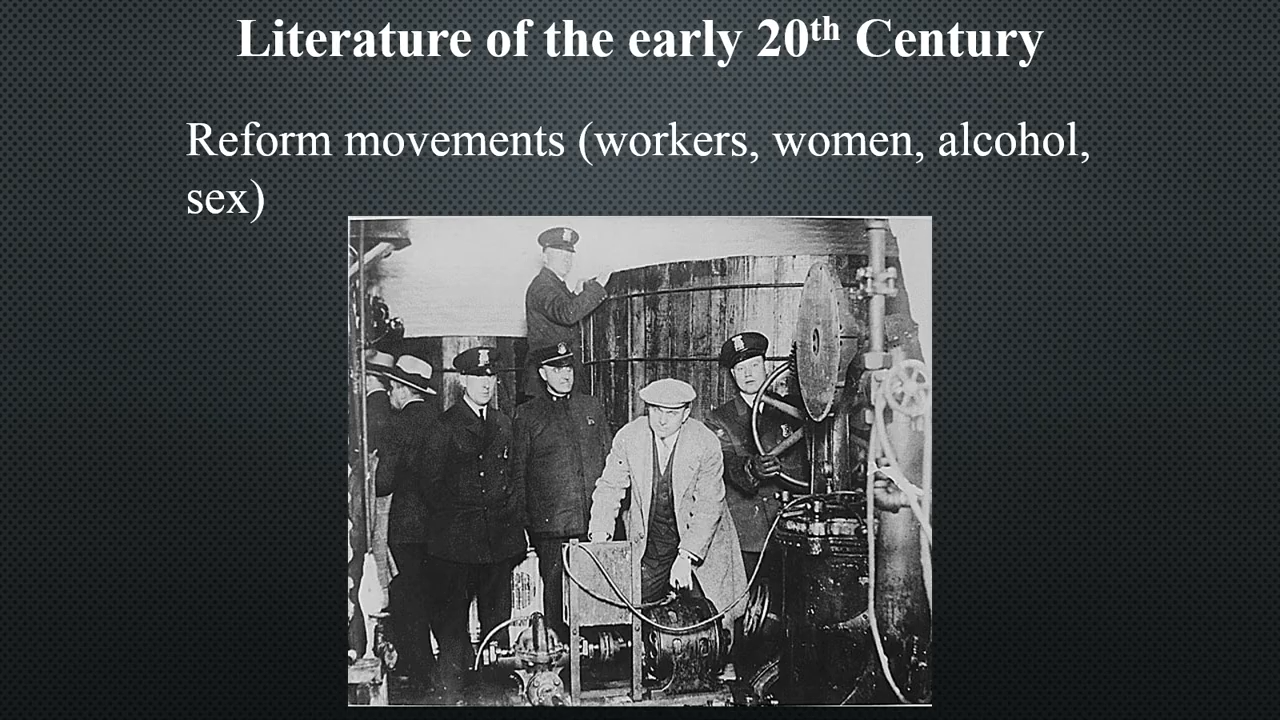 Literature of the early 20th Century
Reform movements (workers, women, alcohol,
sex)